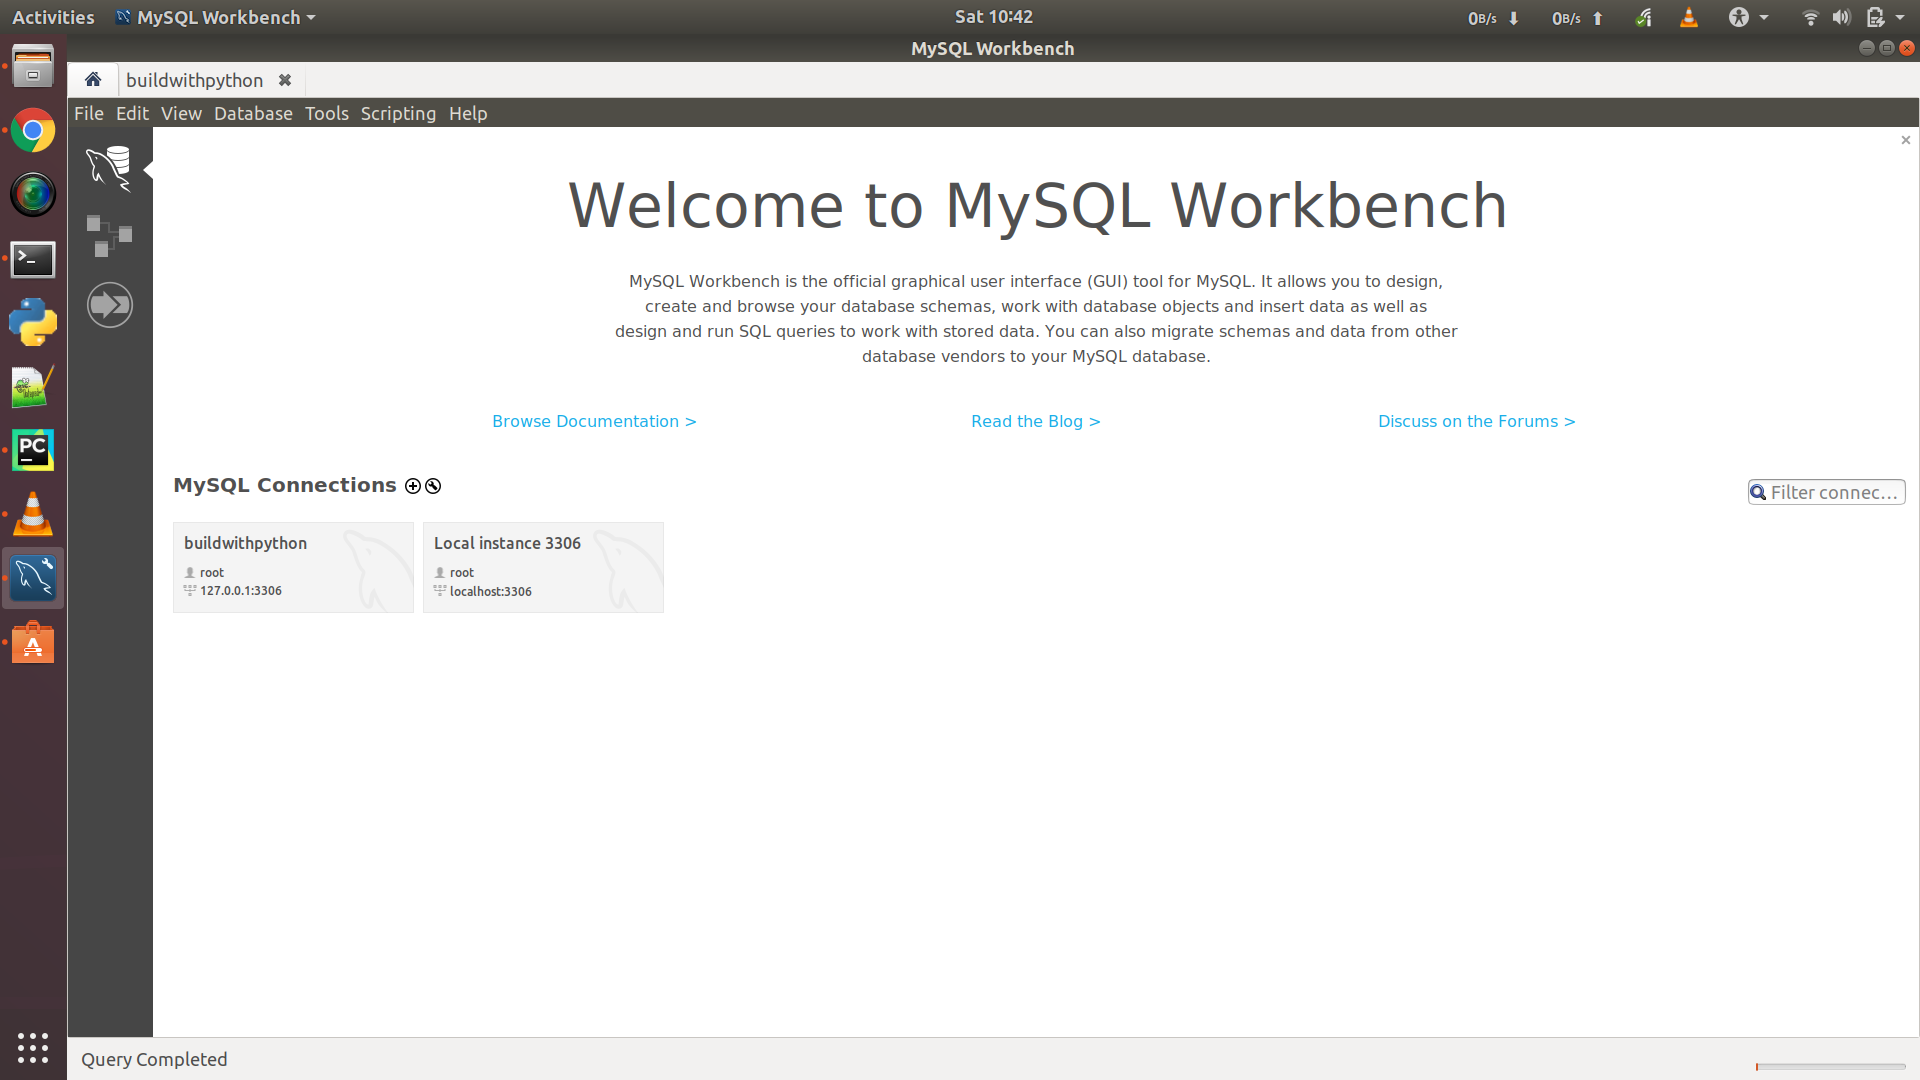 Activities MySQL Workbench Sat 10:42 0B/s 0B/s
MySQL Workbench
buildwithpython
File Edit View Database Tools Scripting Help
Welcome to MySQL Workbench
MySQL Workbench is the official graphical user interface (GUI) tool for MySQL. It allows you to design,
create and browse your database schemas, work with database objects and insert data as well as
design and run SQL queries to work with stored data. You can also migrate schemas and data from other
database vendors to your MySQL database.
Browse Documentation > Read the Blog > Discuss on the Forums >
MySQL Connections Filter connec...
buildwithpython
root
127.0.0.1:3306
Local instance 3306
root
localhost:3306
PC
Query Completed